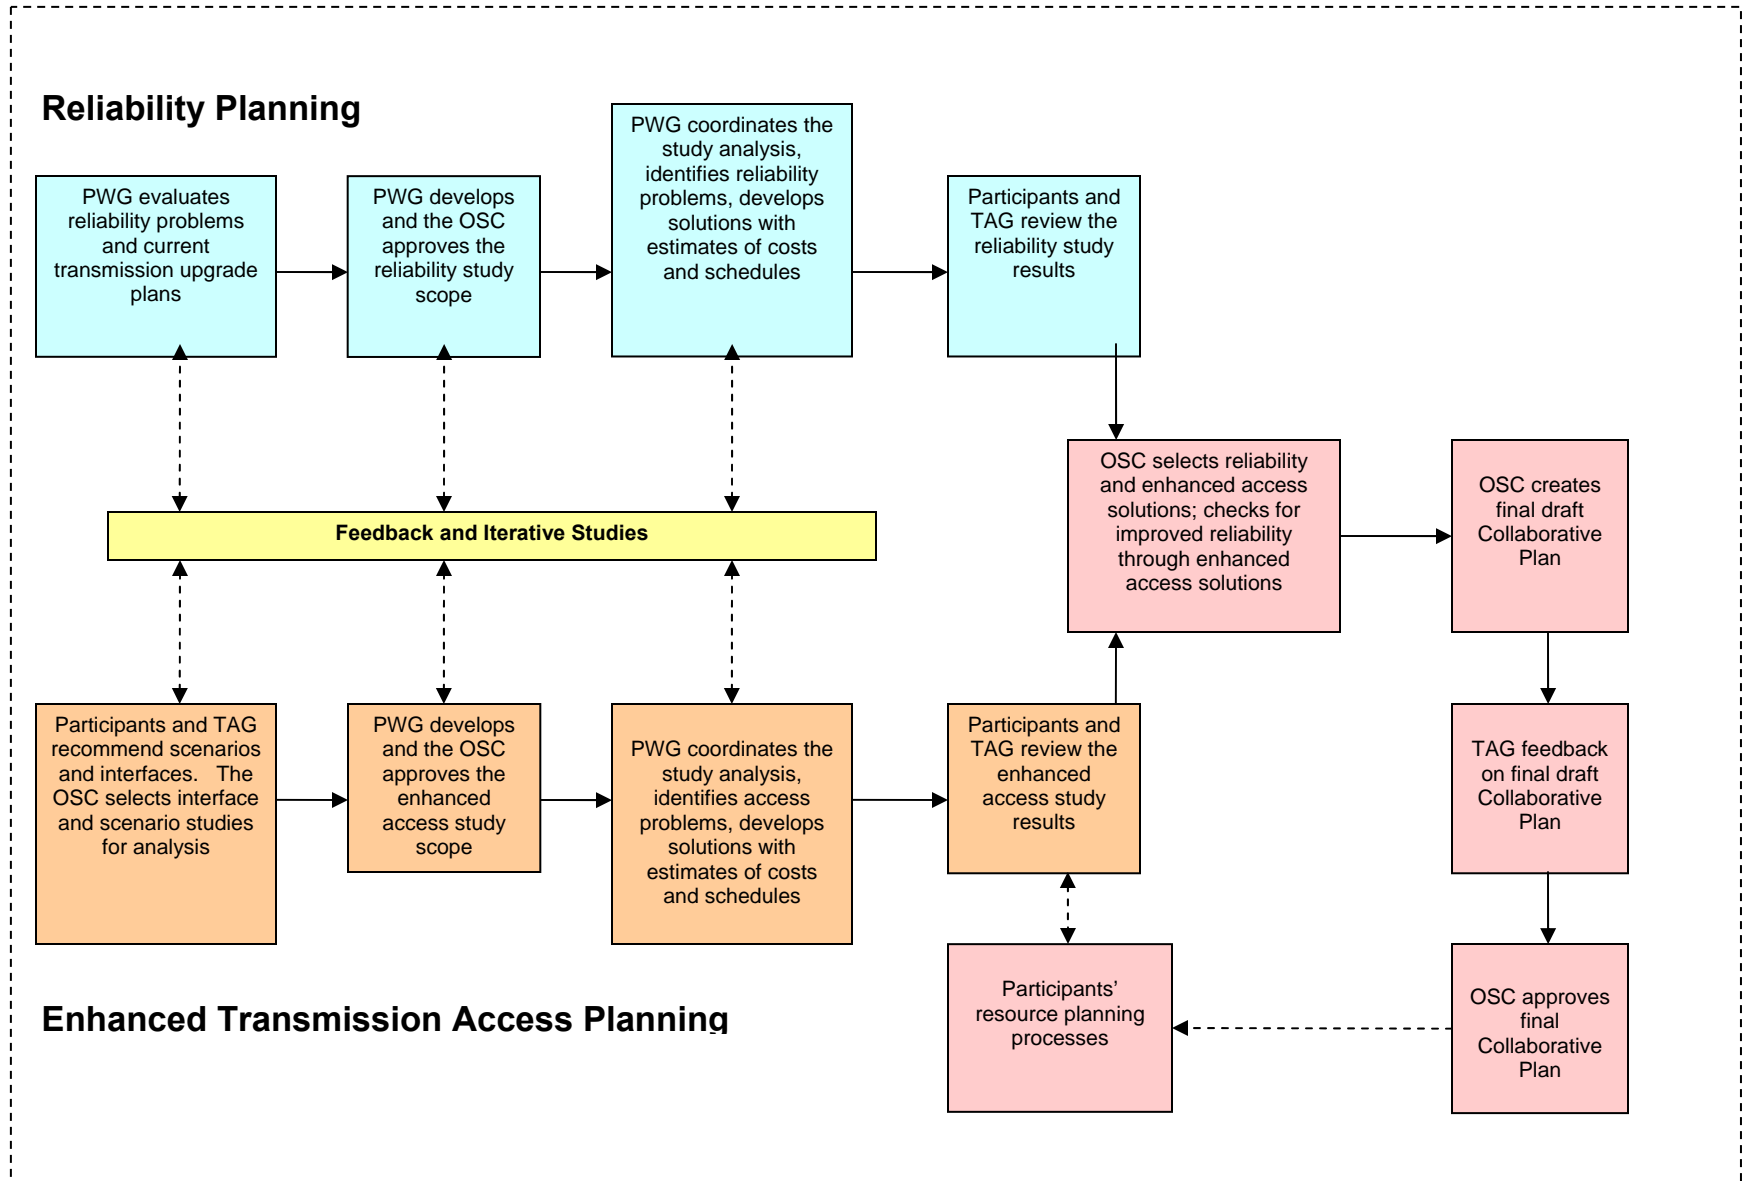 Reliability Planning
PWG evaluates
reliability problems
and current
transmission upgrade
plans
PWG develops
and the OSC
approves the
reliability study
scope
PWG coordinates the
study analysis,
identifies reliability
problems, develops
solutions with
estimates of costs
and schedules
Participants and
TAG review the
reliability study
results
Feedback and Iterative Studies
OSC selects reliability
and enhanced access
solutions; checks for
improved reliability
through enhanced
access solutions
OSC creates
final draft
Collaborative
Plan
Participants and TAG
recommend scenarios
and interfaces.   The
OSC selects interface
and scenario studies
for analysis
PWG develops
and the OSC
approves the
enhanced
access study
scope
PWG coordinates the
study analysis,
identifies access
problems, develops
solutions with
estimates of costs
and schedules
Participants and
TAG review the
enhanced
access study
results
TAG feedback
on final draft
Collaborative
Plan
Enhanced Transmission Access Planning
Participants’
resource planning
processes
OSC approves
final
Collaborative
Plan